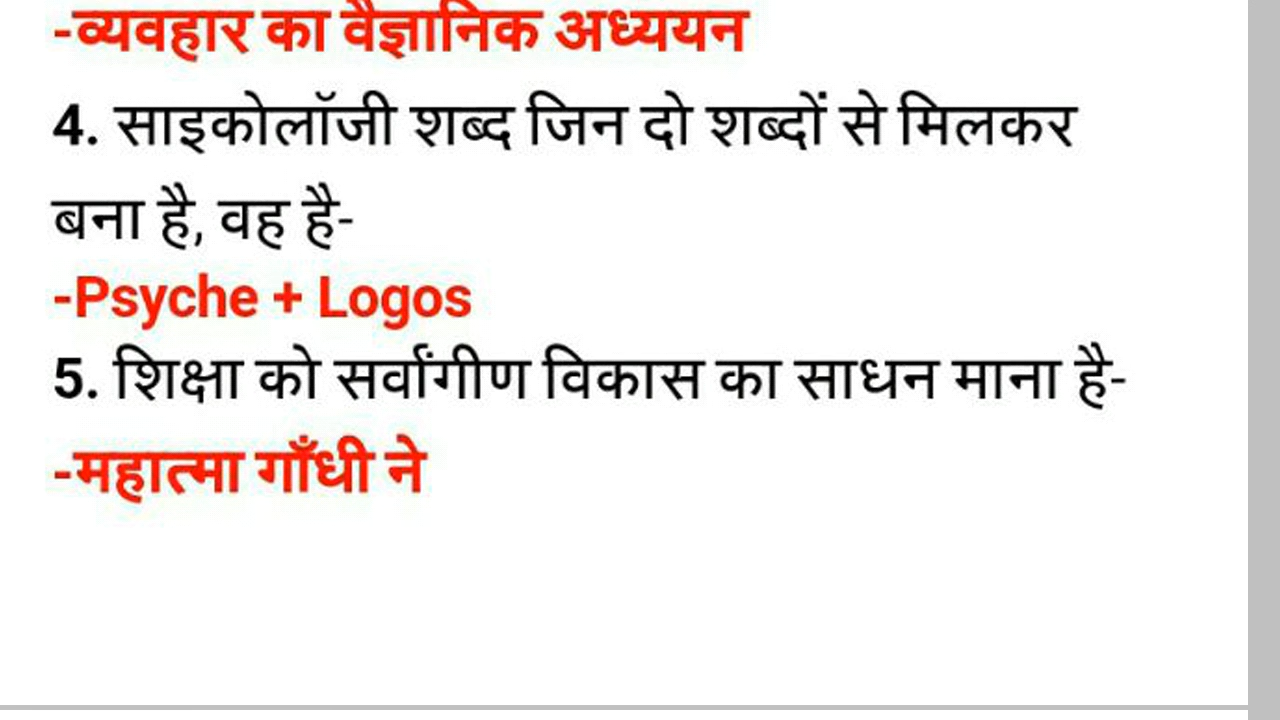 -व्यवहार का वैज्ञानिक अध्ययन
4. साइकोलॉजी शब्द जिन दो शब्दों से मिलकर
बना है, वह है-
-Psyche + Logos
5. शिक्षा को सर्वांगीण विकास का साधन माना है-
-महात्मा गाँधी ने